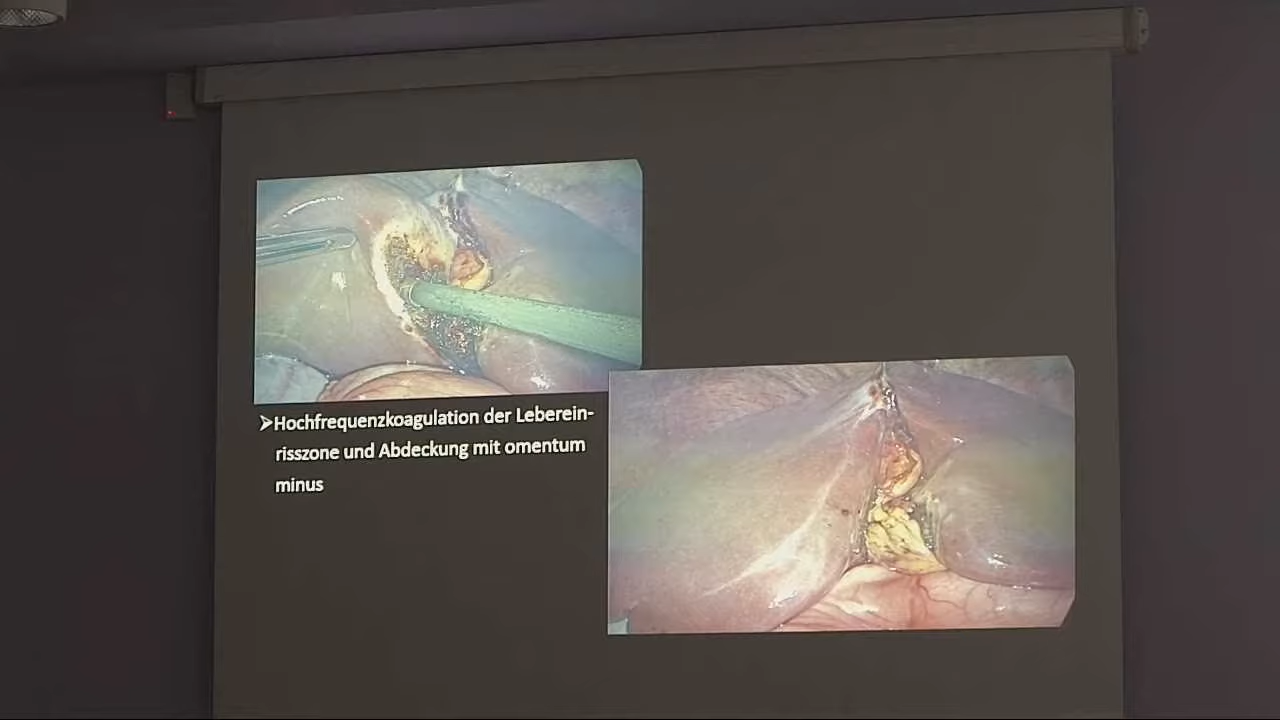 ➤Hochfrequenzkoagulation der Leberein-
risszone und Abdeckung mit omentum
minus